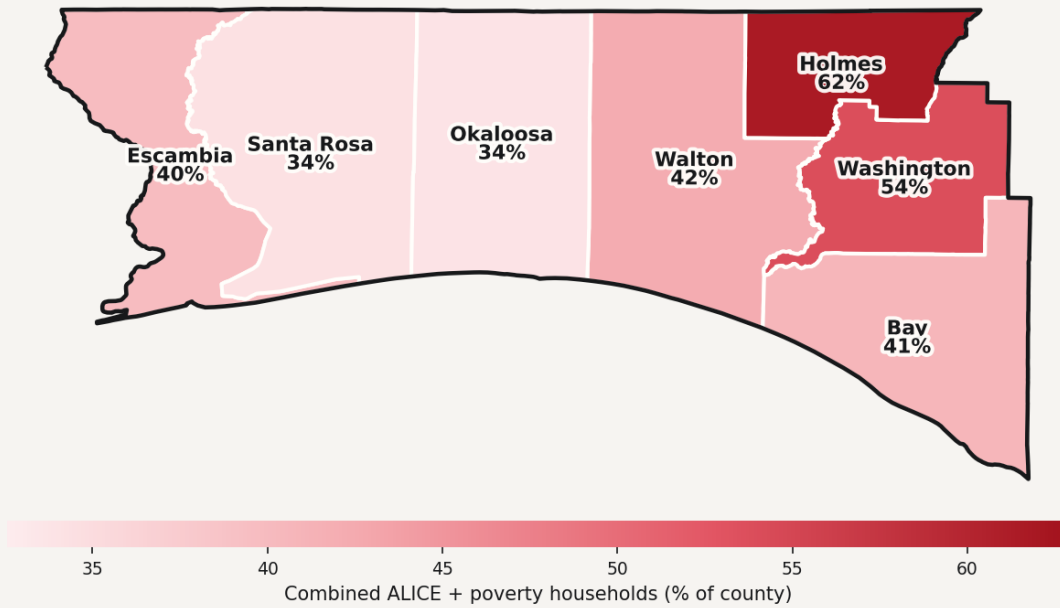 Holmes
62%
Okaloosa
34%
Santa Rosa
34%
Escambia
40%
Walton
42%
Washington
54%
Bay
41%
35 40 45 50 55 60
Combined ALICE + poverty households (% of county)